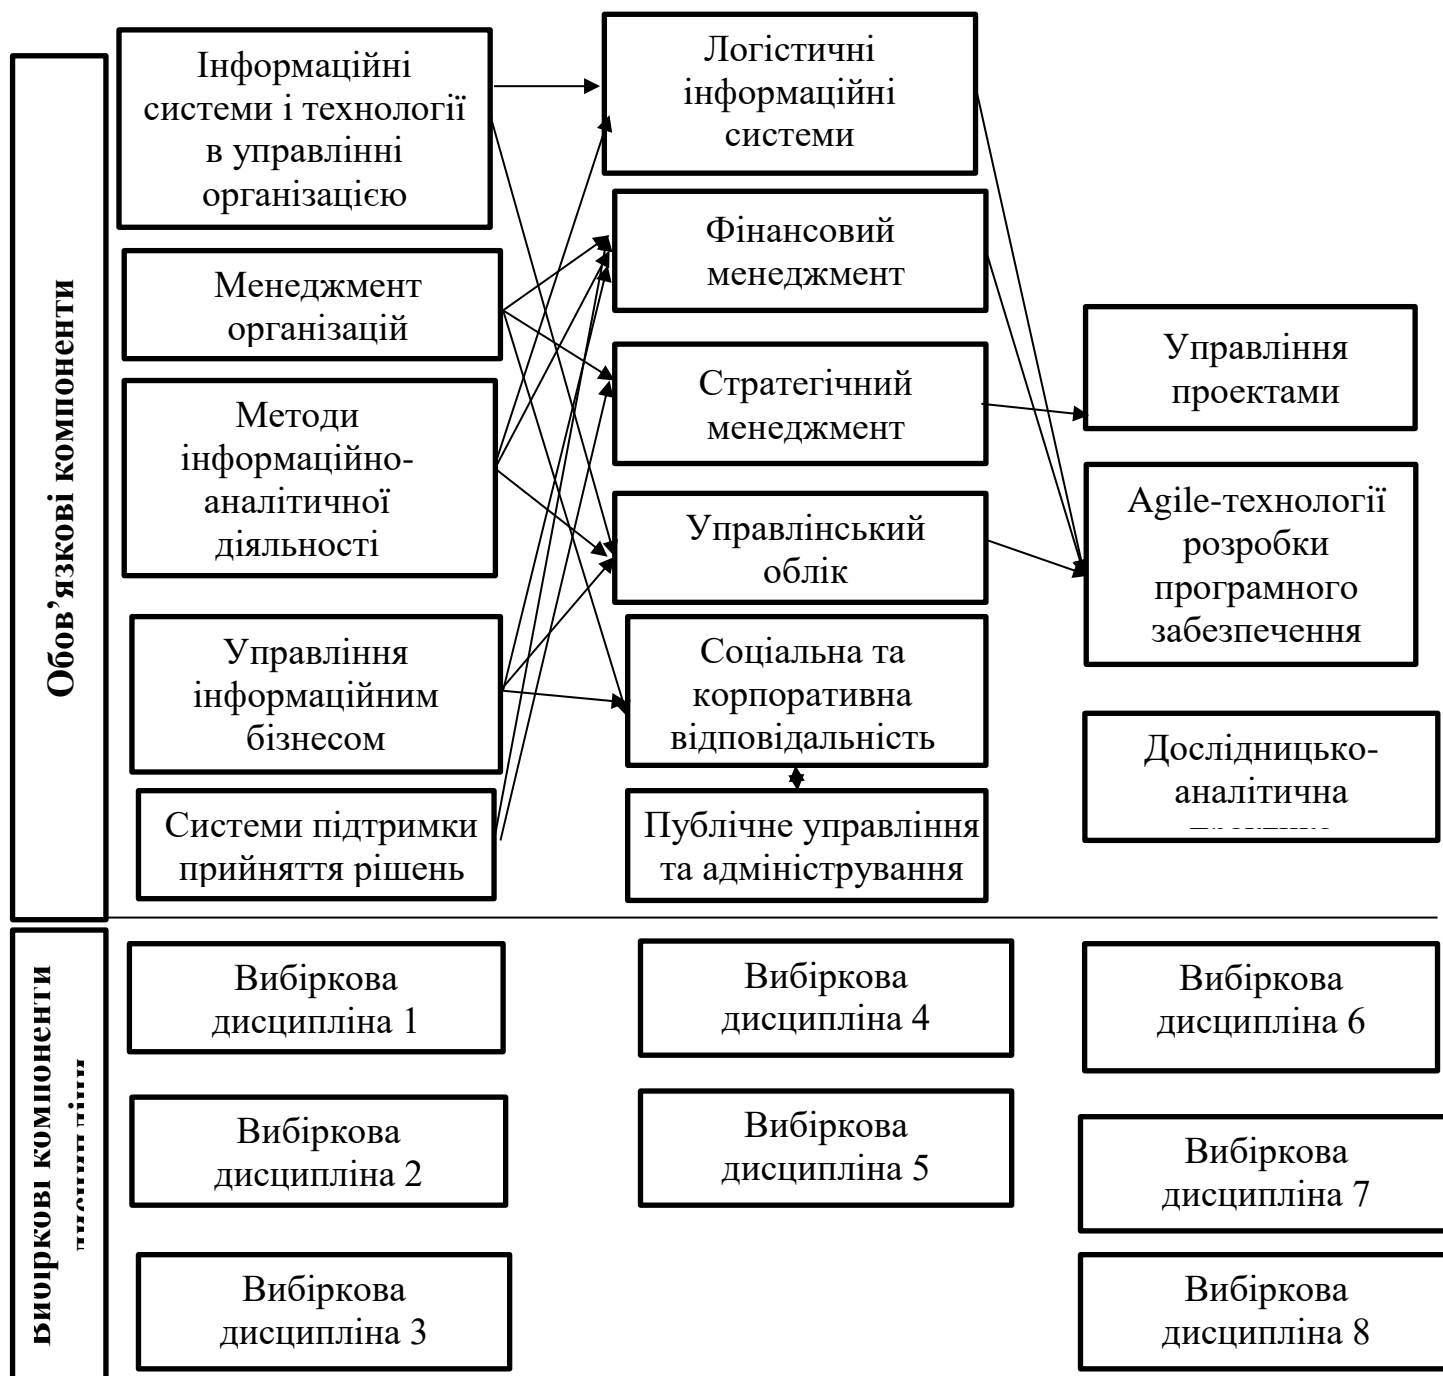 Обов’язкові компоненти
Інформаційні
системи і технології
в управлінні
організацією
Менеджмент
організацій
Методи
інформаційно-
аналітичної
діяльності
Управління
інформаційним
бізнесом
Системи підтримки
прийняття рішень
Логістичні
інформаційні
системи
Фінансовий
менеджмент
Стратегічний
менеджмент
Управлінський
облік
Соціальна та
корпоративна
відповідальність
Публічне управління
та адміністрування
Управління
проектами
Agile-технології
розробки
програмного
забезпечення
Дослідницько-
аналітична
Вибіркові компоненти
Вибіркова
дисципліна 1
Вибіркова
дисципліна 2
Вибіркова
дисципліна 3
Вибіркова
дисципліна 4
Вибіркова
дисципліна 5
Вибіркова
дисципліна 6
Вибіркова
дисципліна 7
Вибіркова
дисципліна 8